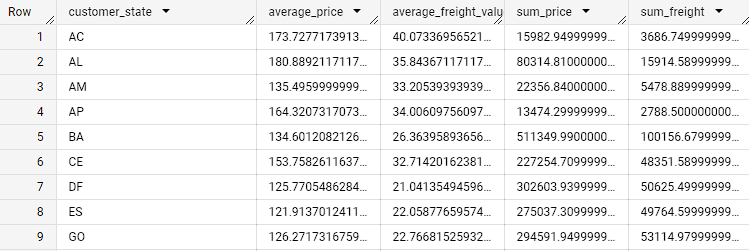 Row customer_state average_price average_freight_valu sum_price sum_freight
1 AC 173.7277173913... 40.07336956521... 15982.94999999... 3686.749999999...
2 AL 180.8892117117... 35.84367117117... 80314.81000000... 15914.58999999...
3 AM 135.4959999999... 33.20539393939... 22356.84000000... 5478.889999999...
4 AP 164.3207317073... 34.00609756097... 13474.29999999... 2788.500000000...
5 BA 134.6012082126... 26.36395893656... 511349.9900000... 100156.6799999...
6 CE 153.7582611637... 32.71420162381... 227254.7099999... 48351.58999999...
7 DF 125.7705486284... 21.04135494596... 302603.9399999... 50625.49999999...
8 ES 121.9137012411... 22.05877659574... 275037.3099999... 49764.59999999...
9 GO 126.2717316759... 22.76681525932... 294591.9499999... 53114.97999999...